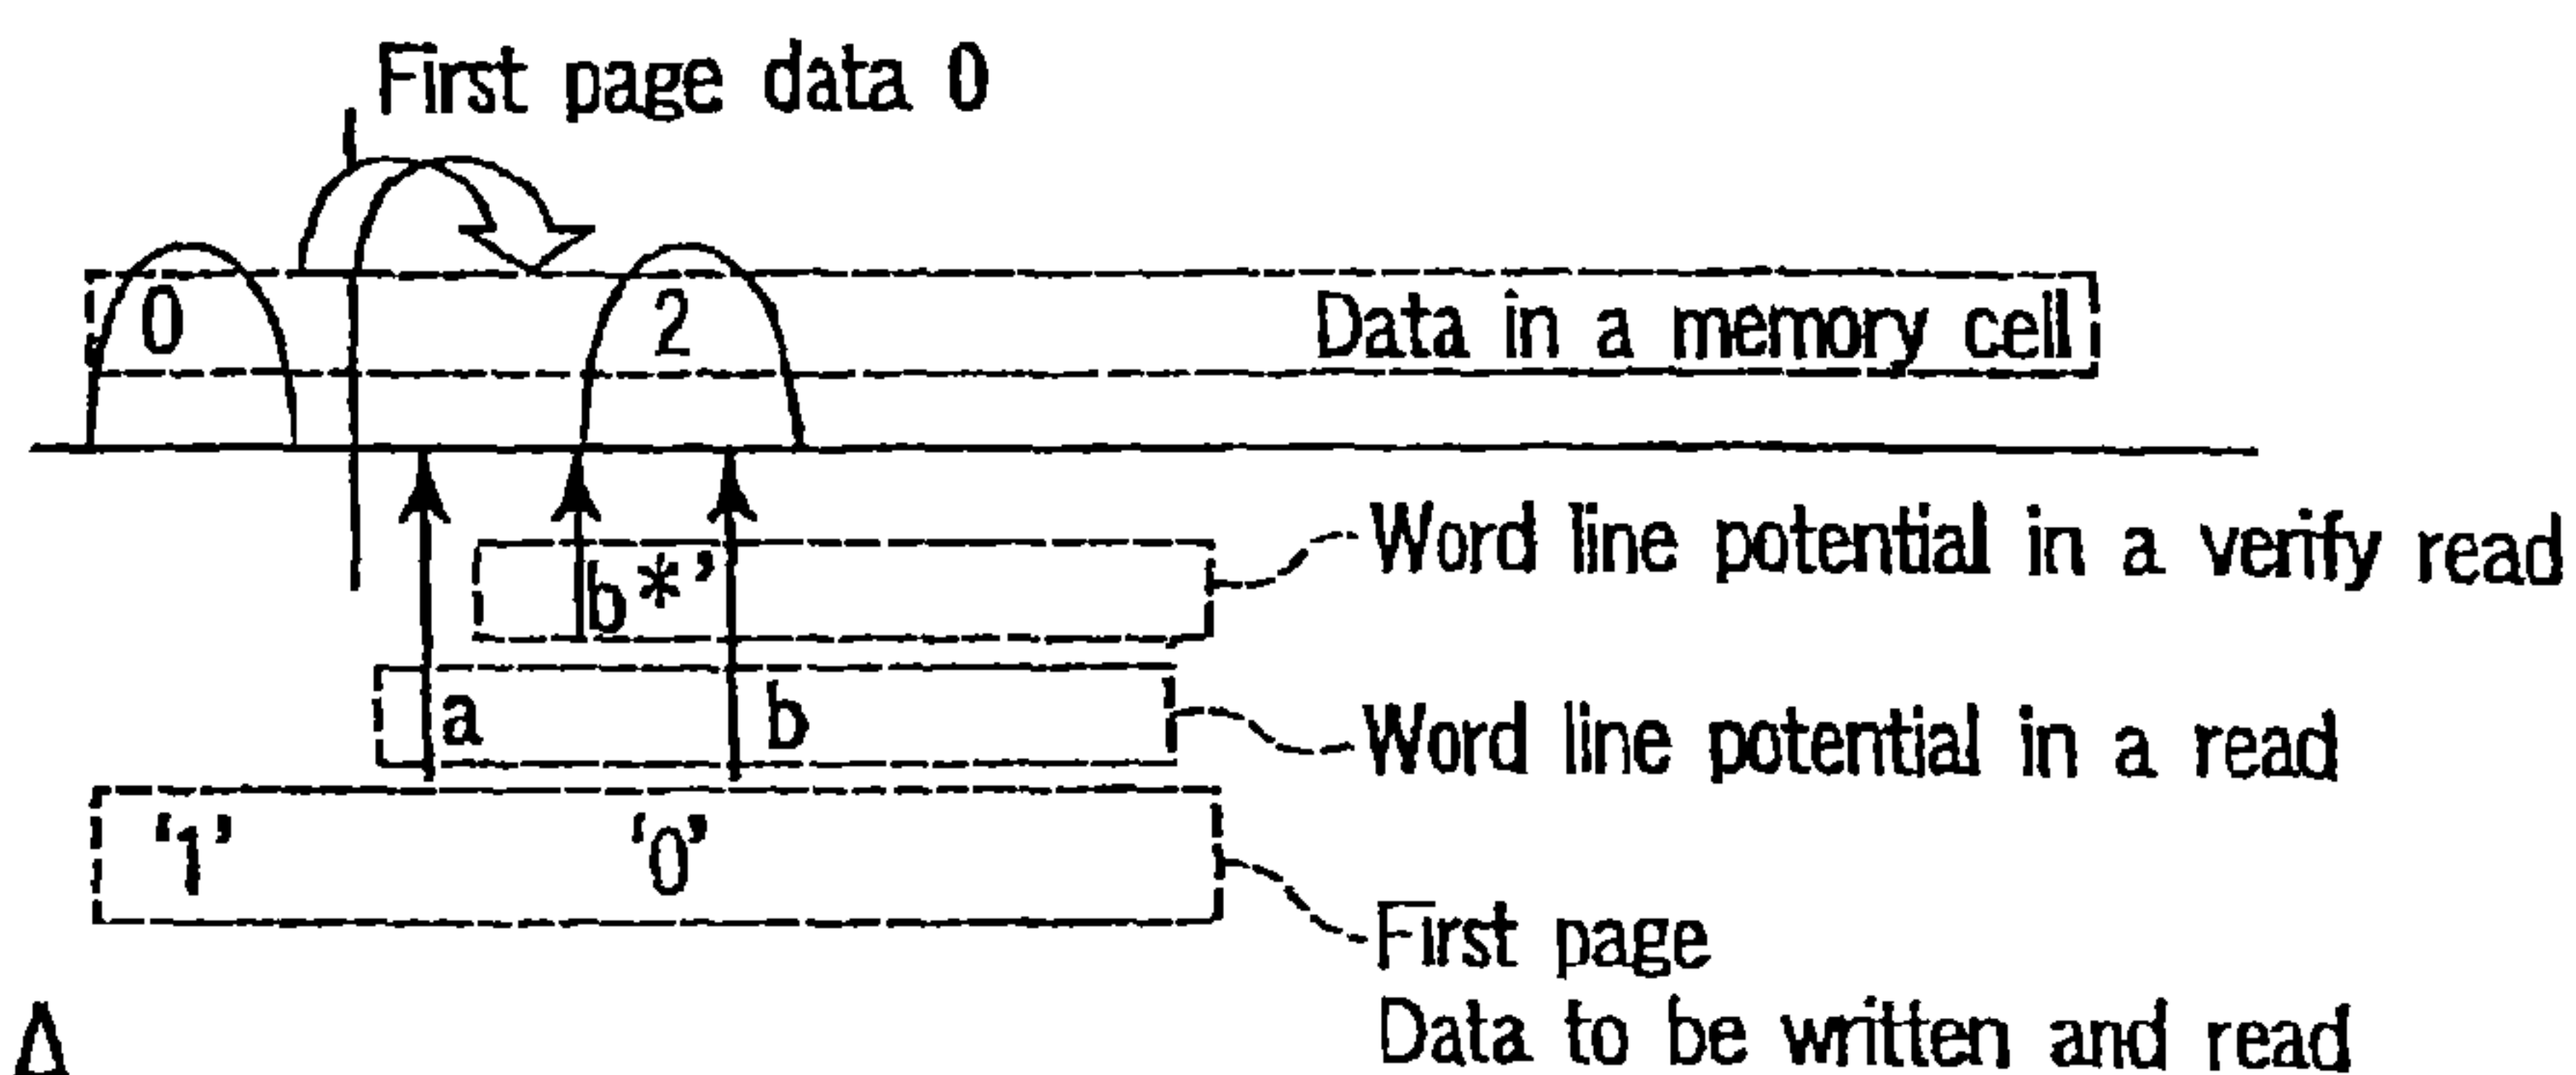 First page data 0
0 2 Data in a memory cell
b*' Word line potential in a verify read
a b Word line potential in a read
'1' '0'
First page
Data to be written and read